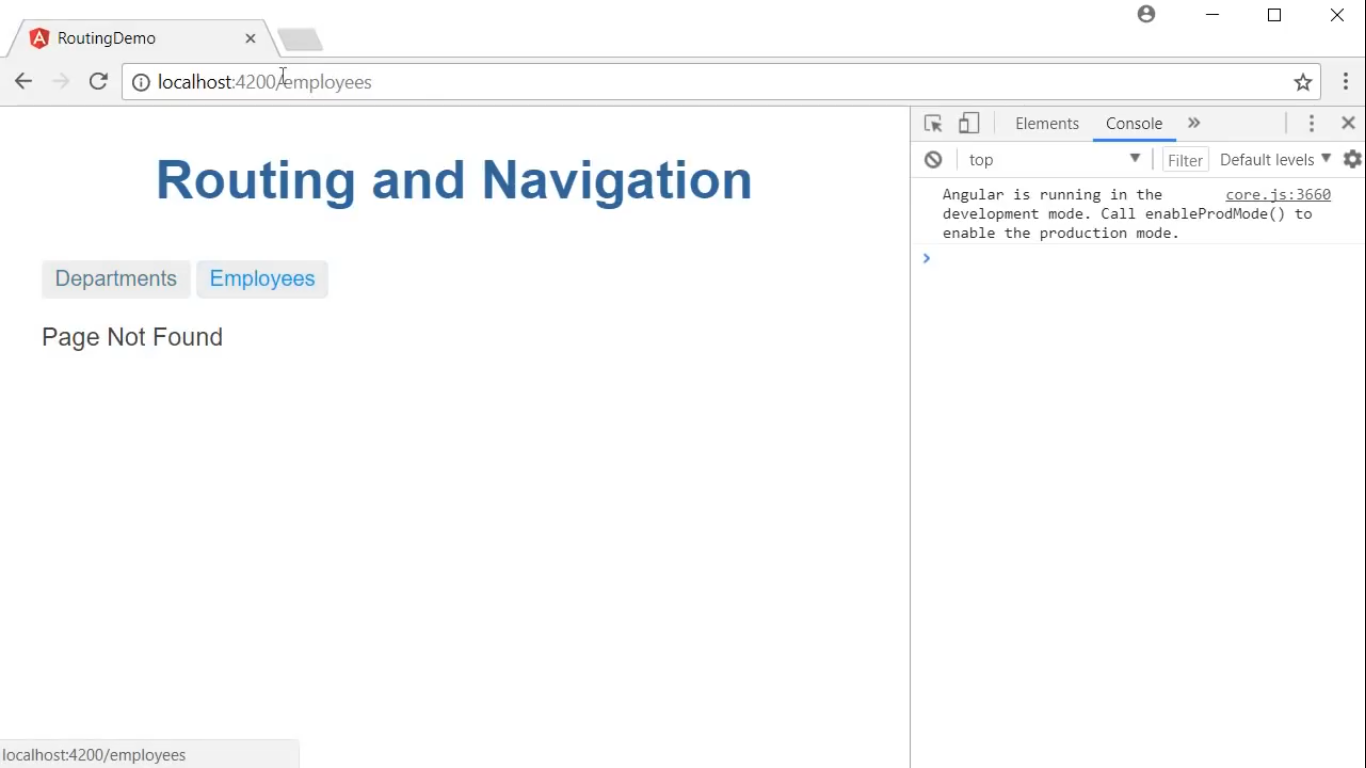 RoutingDemo
localhost:4200/employees
Elements Console
top Filter Default levels
Angular is running in the core.js:3660
development mode. Call enableProdMode() to
enable the production mode.
Routing and Navigation
Departments Employees
Page Not Found
localhost:4200/employees